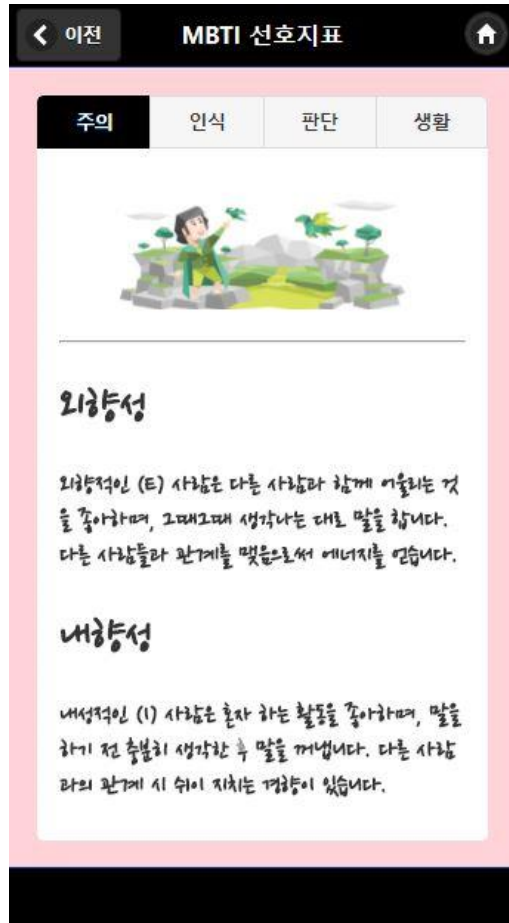 이전
MBTI 선호지표
주의
인식
판단
생활
외향성
외향적인 (E) 사람은 다른 사람과 함께 어울리는 것
을 좋아하며, 그때그때 생각나는 대로 말을 합니다.
다른 사람들과 관계를 맺음으로써 에너지를 얻습니다.
내향성
내성적인 (I) 사람은 혼자 하는 활동을 좋아하며, 말을
하기 전 충분히 생각한 후 말을 꺼냅니다. 다른 사람
과의 관계 시 쉬이 지치는 경향이 있습니다.